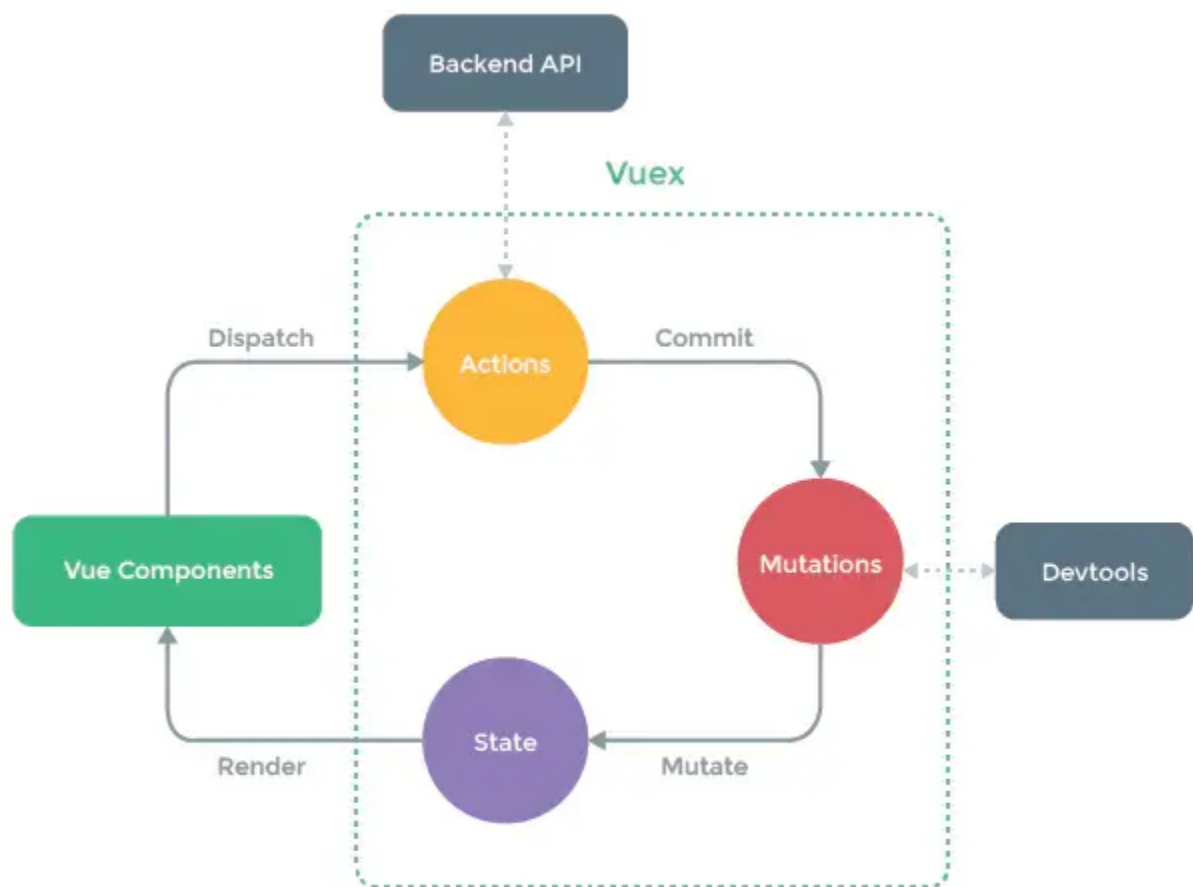 Backend API
Vuex
Dispatch
Commit
Actions
Vue Components
Mutations
Devtools
State
Render
Mutate